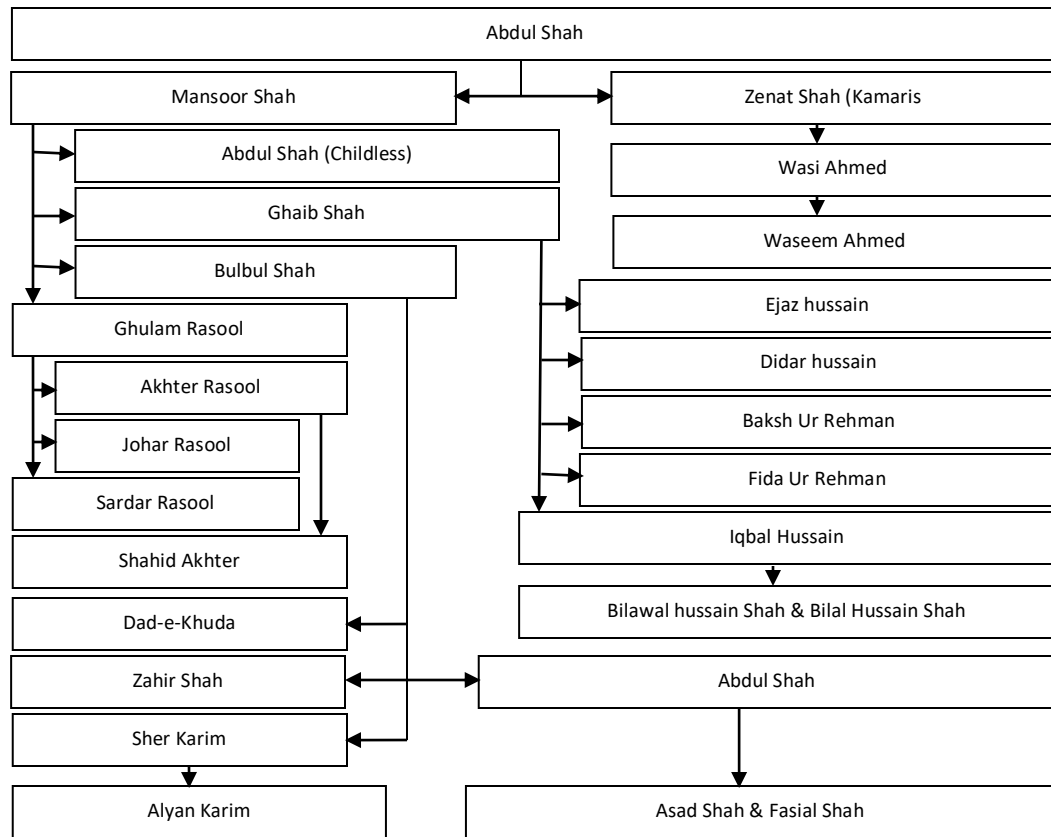 Abdul Shah
Mansoor Shah
Zenat Shah (Kamaris
Abdul Shah (Childless)
Wasi Ahmed
Ghaib Shah
Waseem Ahmed
Bulbul Shah
Ejaz hussain
Ghulam Rasool
Didar hussain
Akhter Rasool
Baksh Ur Rehman
Johar Rasool
Fida Ur Rehman
Sardar Rasool
Iqbal Hussain
Shahid Akhter
Bilawal hussain Shah & Bilal Hussain Shah
Dad-e-Khuda
Zahir Shah
Abdul Shah
Sher Karim
Alyan Karim
Asad Shah & Fasial Shah